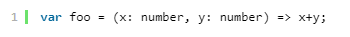 1 var foo = (x: number, y: number) => x+y;